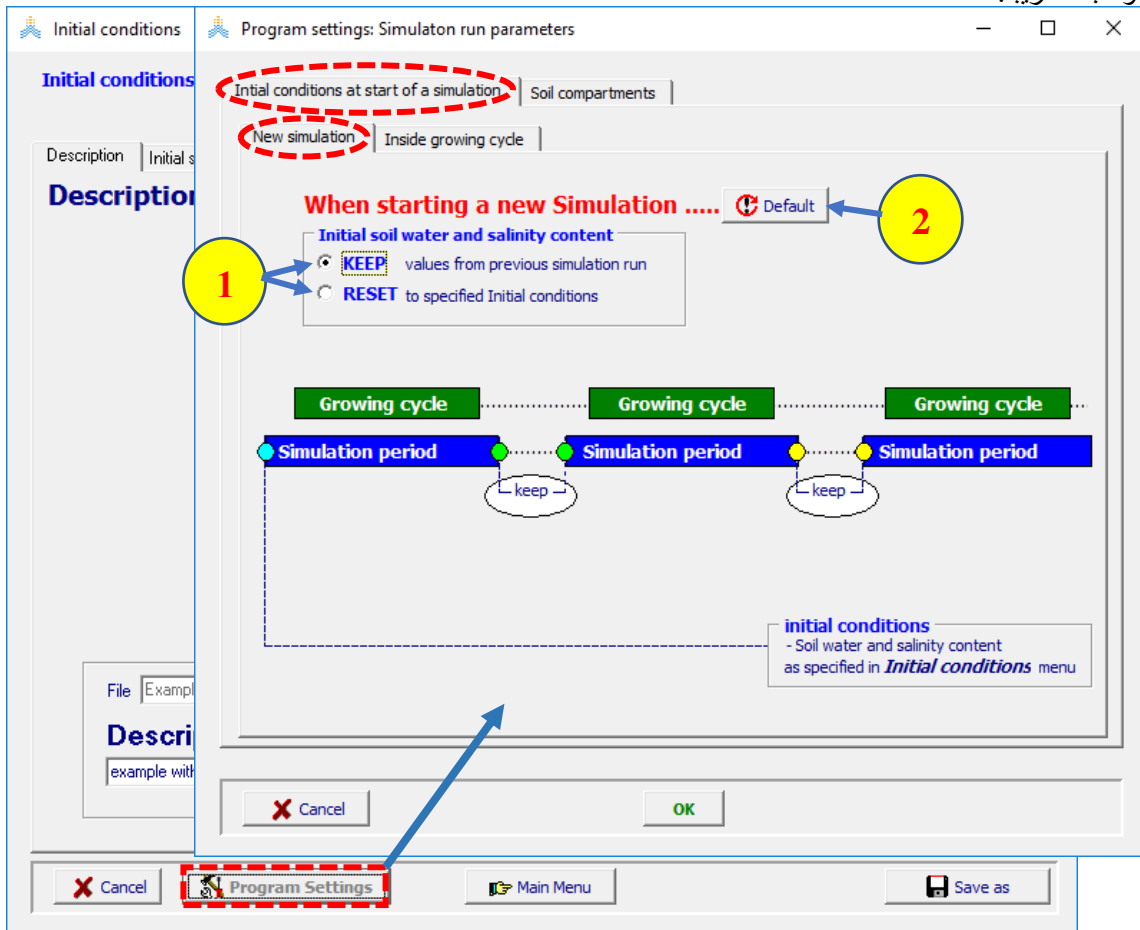 Initial conditions
Program settings: Simulaton run parameters
Initial conditions
Intial conditions at start of a simulation
Soil compartments
New simulation
Inside growing cycle
Description
Initial s
Description
When starting a new Simulation .....
Default
2
Initial soil water and salinity content
1
KEEP values from previous simulation run
RESET to specified Initial conditions
Growing cycle
Growing cycle
Growing cycle
Simulation period
Simulation period
Simulation period
keep
keep
initial conditions
- Soil water and salinity content
as specified in Initial conditions menu
File Exampl
Descri
example with
Cancel
OK
Cancel
Program Settings
Main Menu
Save as